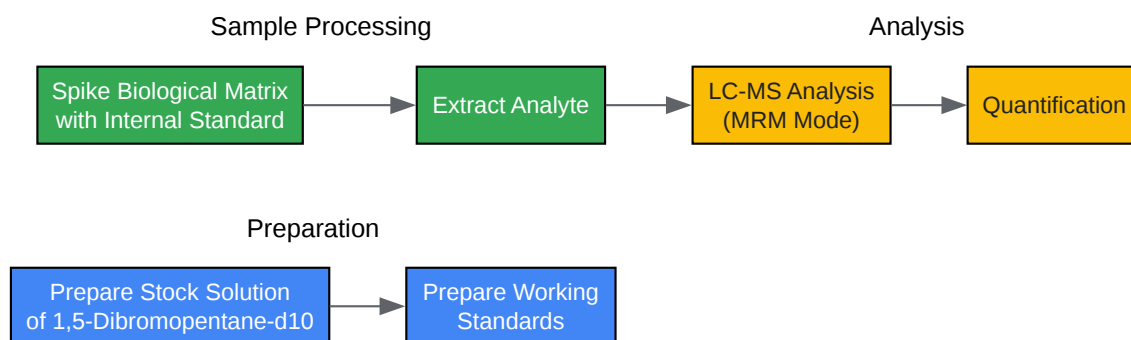 Sample Processing
Analysis
Spike Biological Matrix
with Internal Standard
Extract Analyte
LC-MS Analysis
(MRM Mode)
Quantification
Preparation
Prepare Stock Solution
of 1,5-Dibromopentane-d10
Prepare Working
Standards